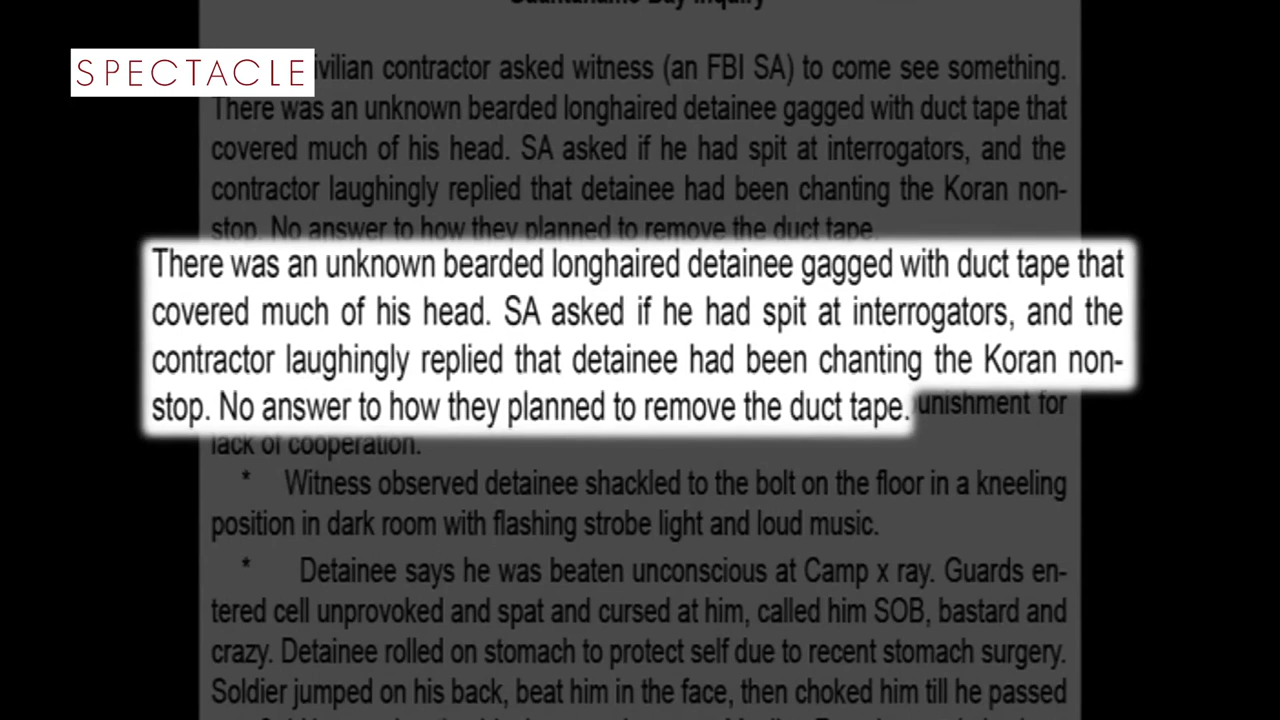 Guantanamo Bay Inquiry
SPECTACLE
ivilian contractor asked witness (an FBI SA) to come see something.
There was an unknown bearded longhaired detainee gagged with duct tape that
covered much of his head. SA asked if he had spit at interrogators, and the
contractor laughingly replied that detainee had been chanting the Koran non-
stop. No answer to how they planned to remove the duct tape.
There was an unknown bearded longhaired detainee gagged with duct tape that
covered much of his head. SA asked if he had spit at interrogators, and the
contractor laughingly replied that detainee had been chanting the Koran non-
stop. No answer to how they planned to remove the duct tape.
unishment for
lack of cooperation.
* Witness observed detainee shackled to the bolt on the floor in a kneeling
position in dark room with flashing strobe light and loud music.
* Detainee says he was beaten unconscious at Camp x ray. Guards en-
tered cell unprovoked and spat and cursed at him, called him SOB, bastard and
crazy. Detainee rolled on stomach to protect self due to recent stomach surgery.
Soldier jumped on his back, beat him in the face, then choked him till he passed